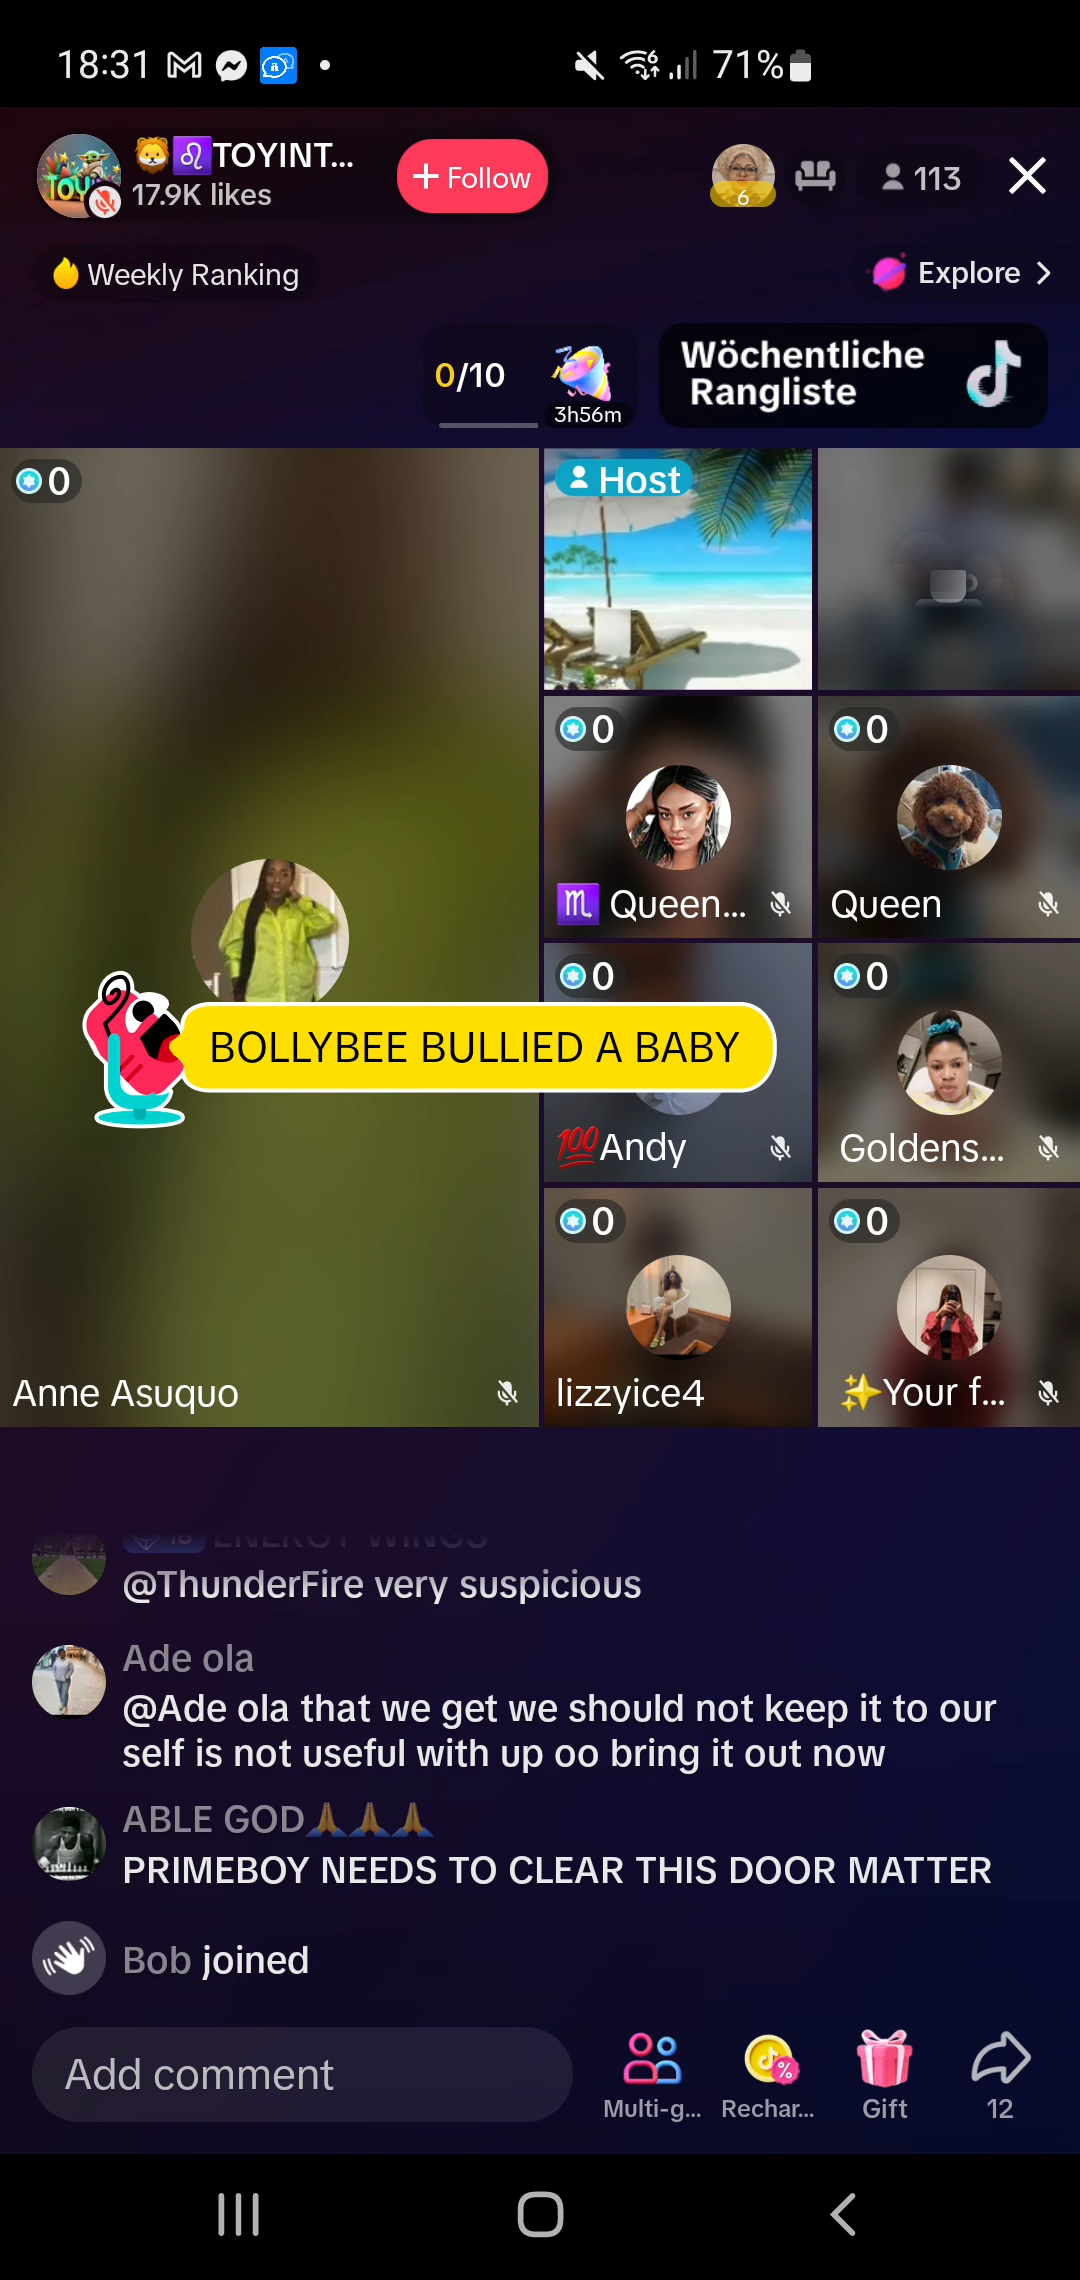 18:31
71%
🦁♌TOYINT...
17.9K likes
+ Follow
6
113
Weekly Ranking
Explore >
0/10
3h56m
Wöchentliche
Rangliste
0
Host
0
0
♏ Queen...
Queen
0
0
BOLLYBEE BULLIED A BABY
💯Andy
Goldens...
0
0
Anne Asuquo
lizzyice4
✨Your f...
18 ENERGY WINGS
@ThunderFire very suspicious
Ade ola
@Ade ola that we get we should not keep it to our
self is not useful with up oo bring it out now
ABLE GOD🙏🙏🙏
PRIMEBOY NEEDS TO CLEAR THIS DOOR MATTER
Bob joined
Add comment
Multi-g...
Rechar...
Gift
12